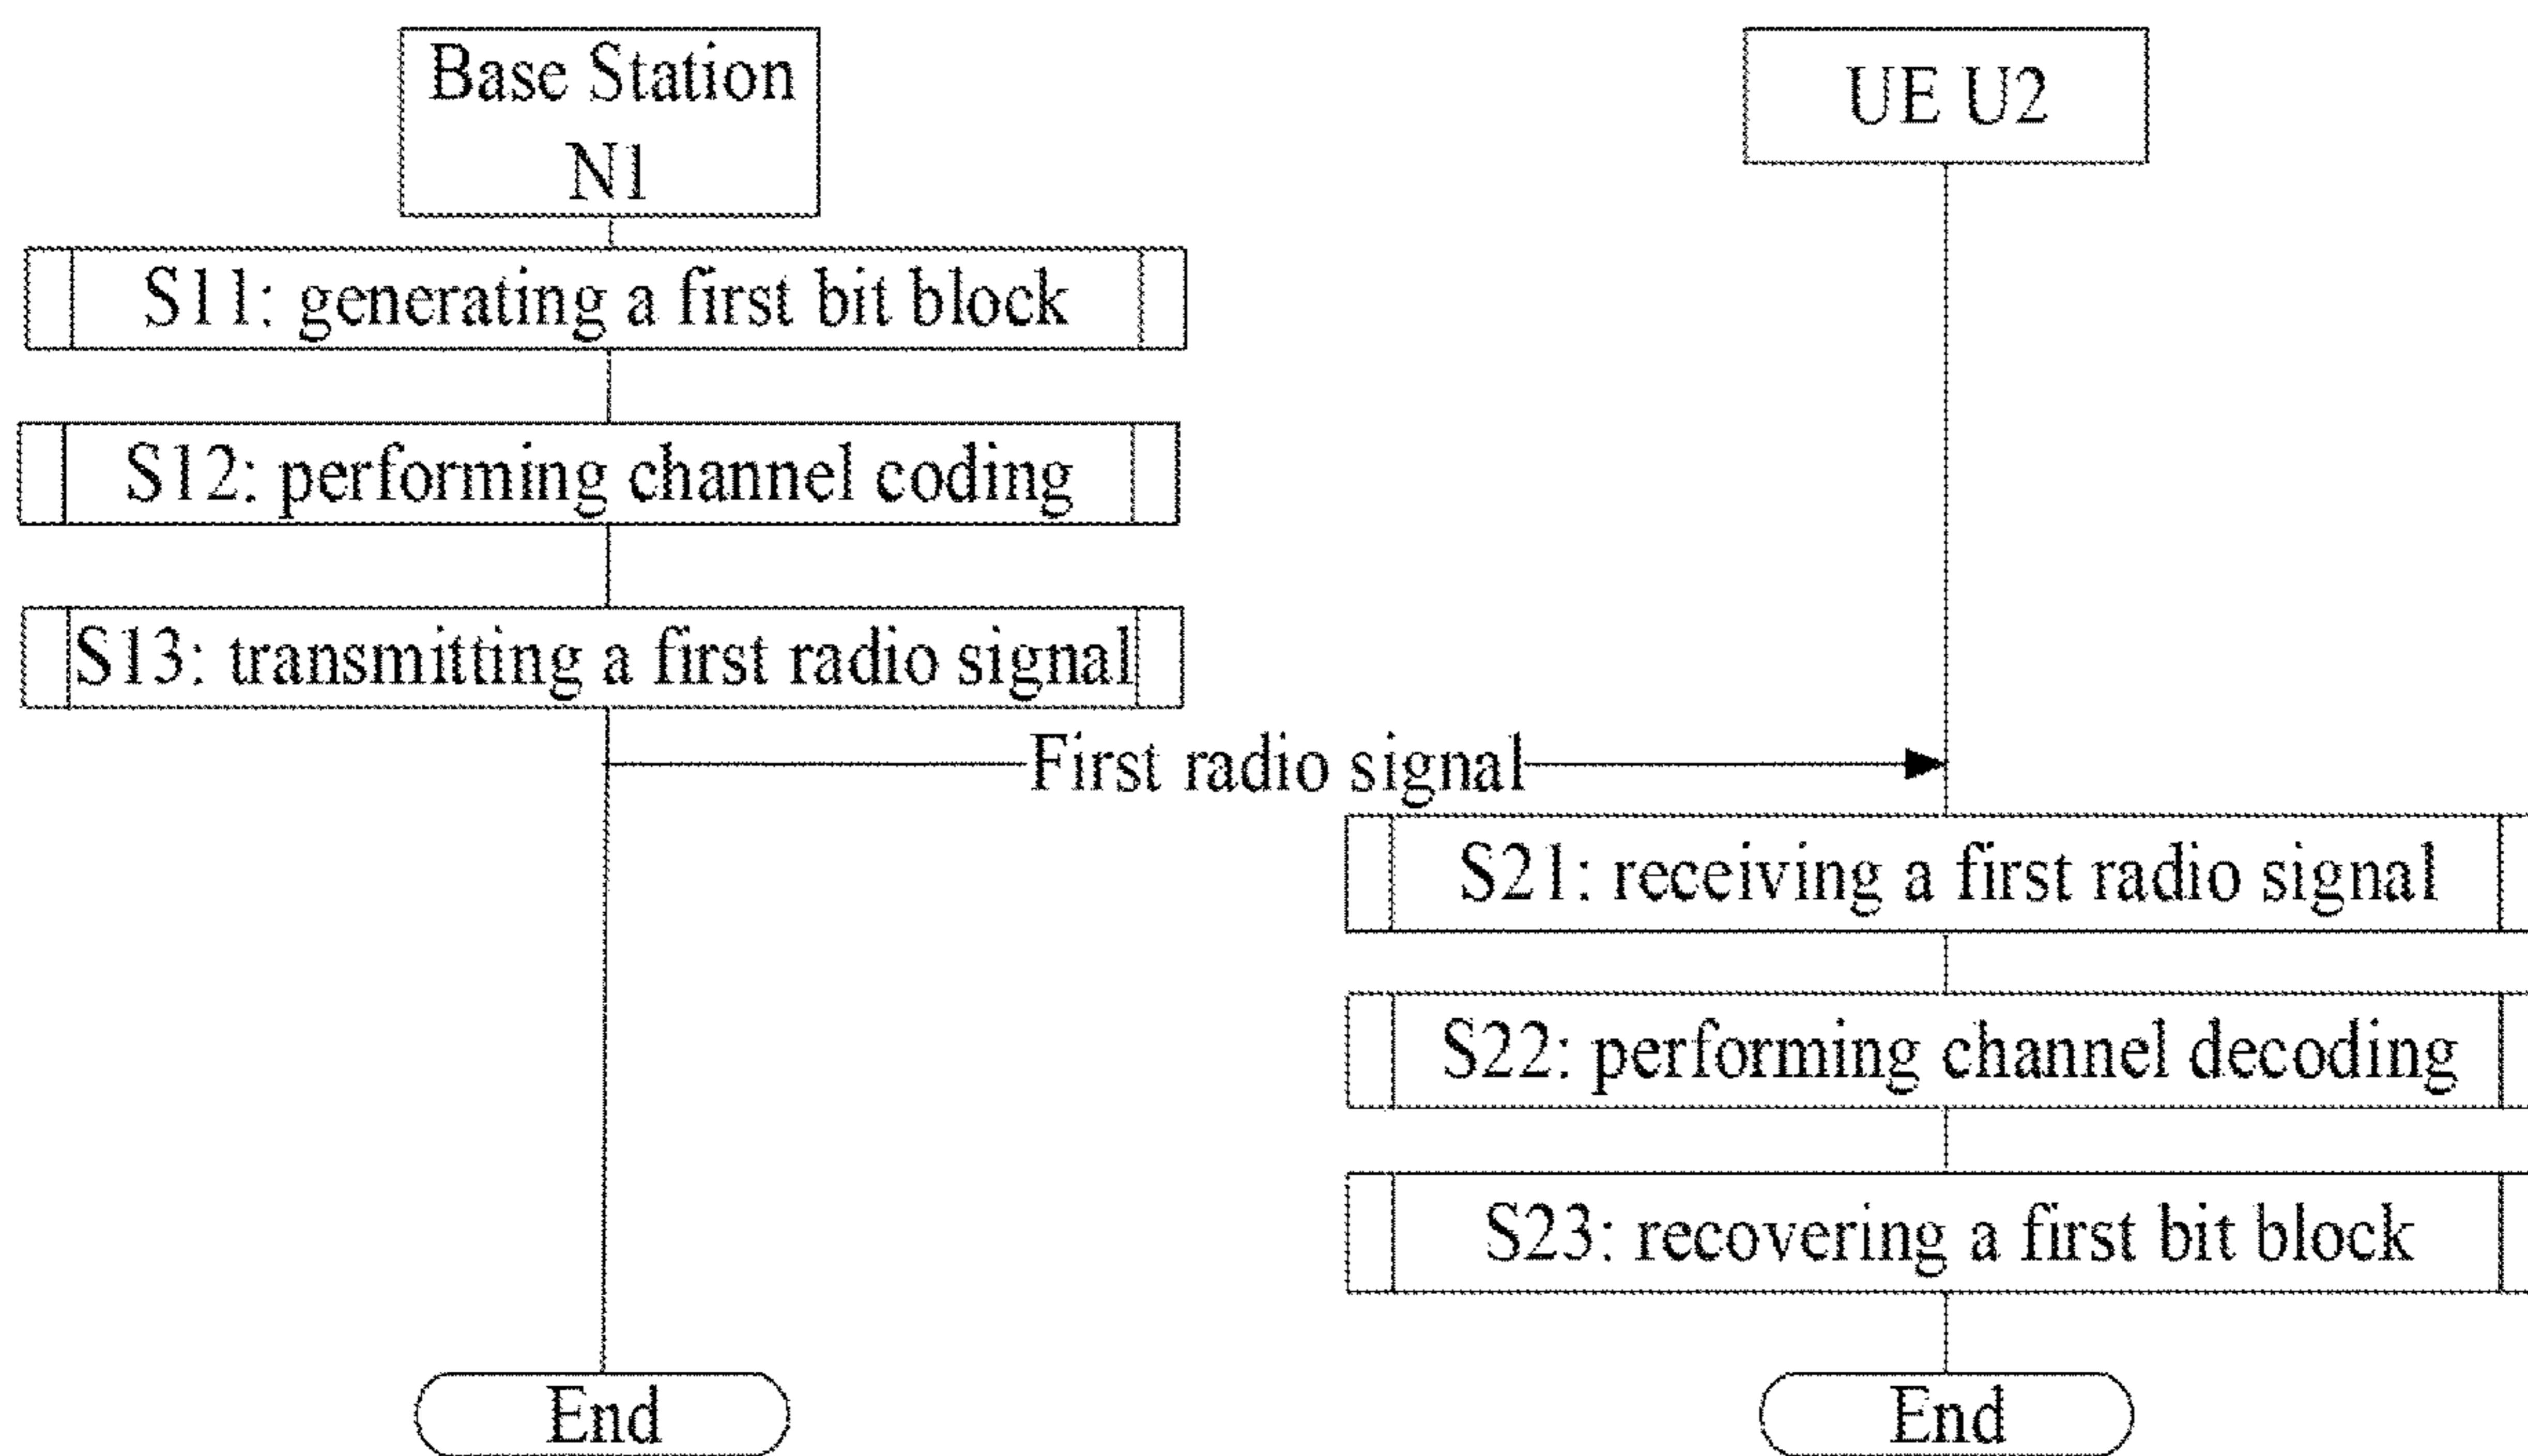 Base Station
N1
UE U2
S11: generating a first bit block
S12: performing channel coding
S13: transmitting a first radio signal
First radio signal
S21: receiving a first radio signal
S22: performing channel decoding
S23: recovering a first bit block
End
End